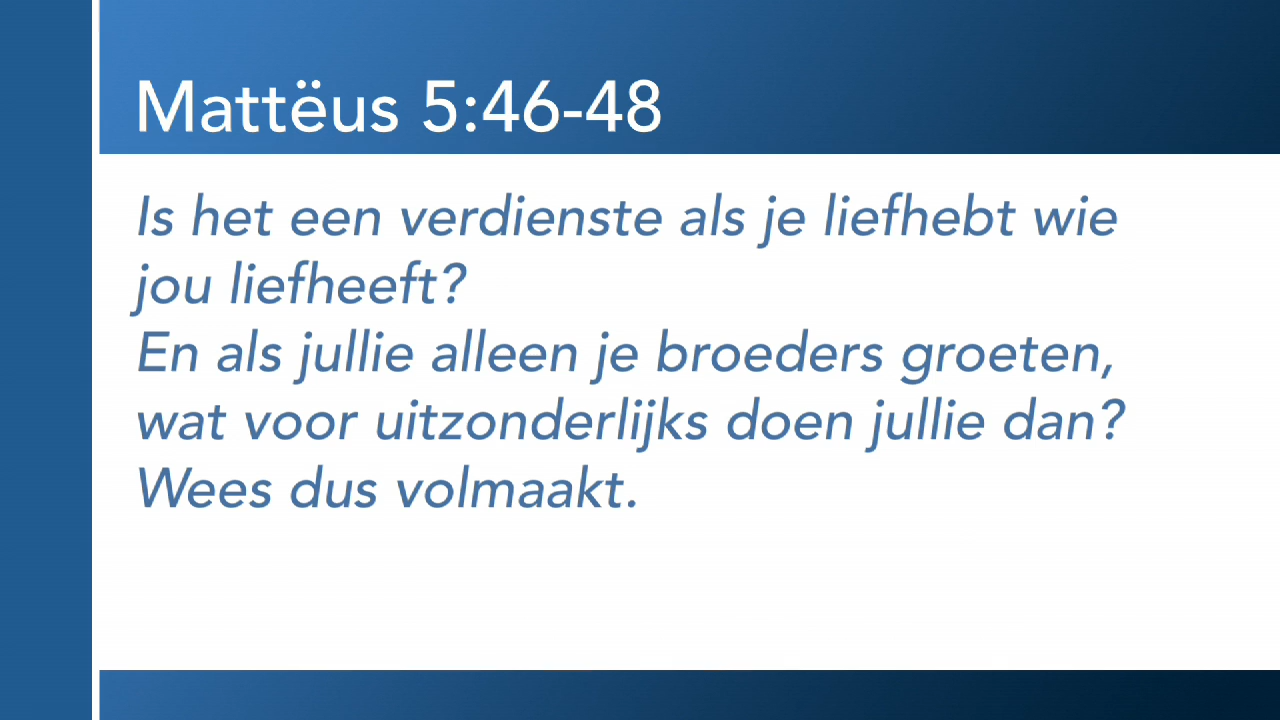 Mattëus 5:46-48
Is het een verdienste als je liefhebt wie
jou liefheeft?
En als jullie alleen je broeders groeten,
wat voor uitzonderlijks doen jullie dan?
Wees dus volmaakt.